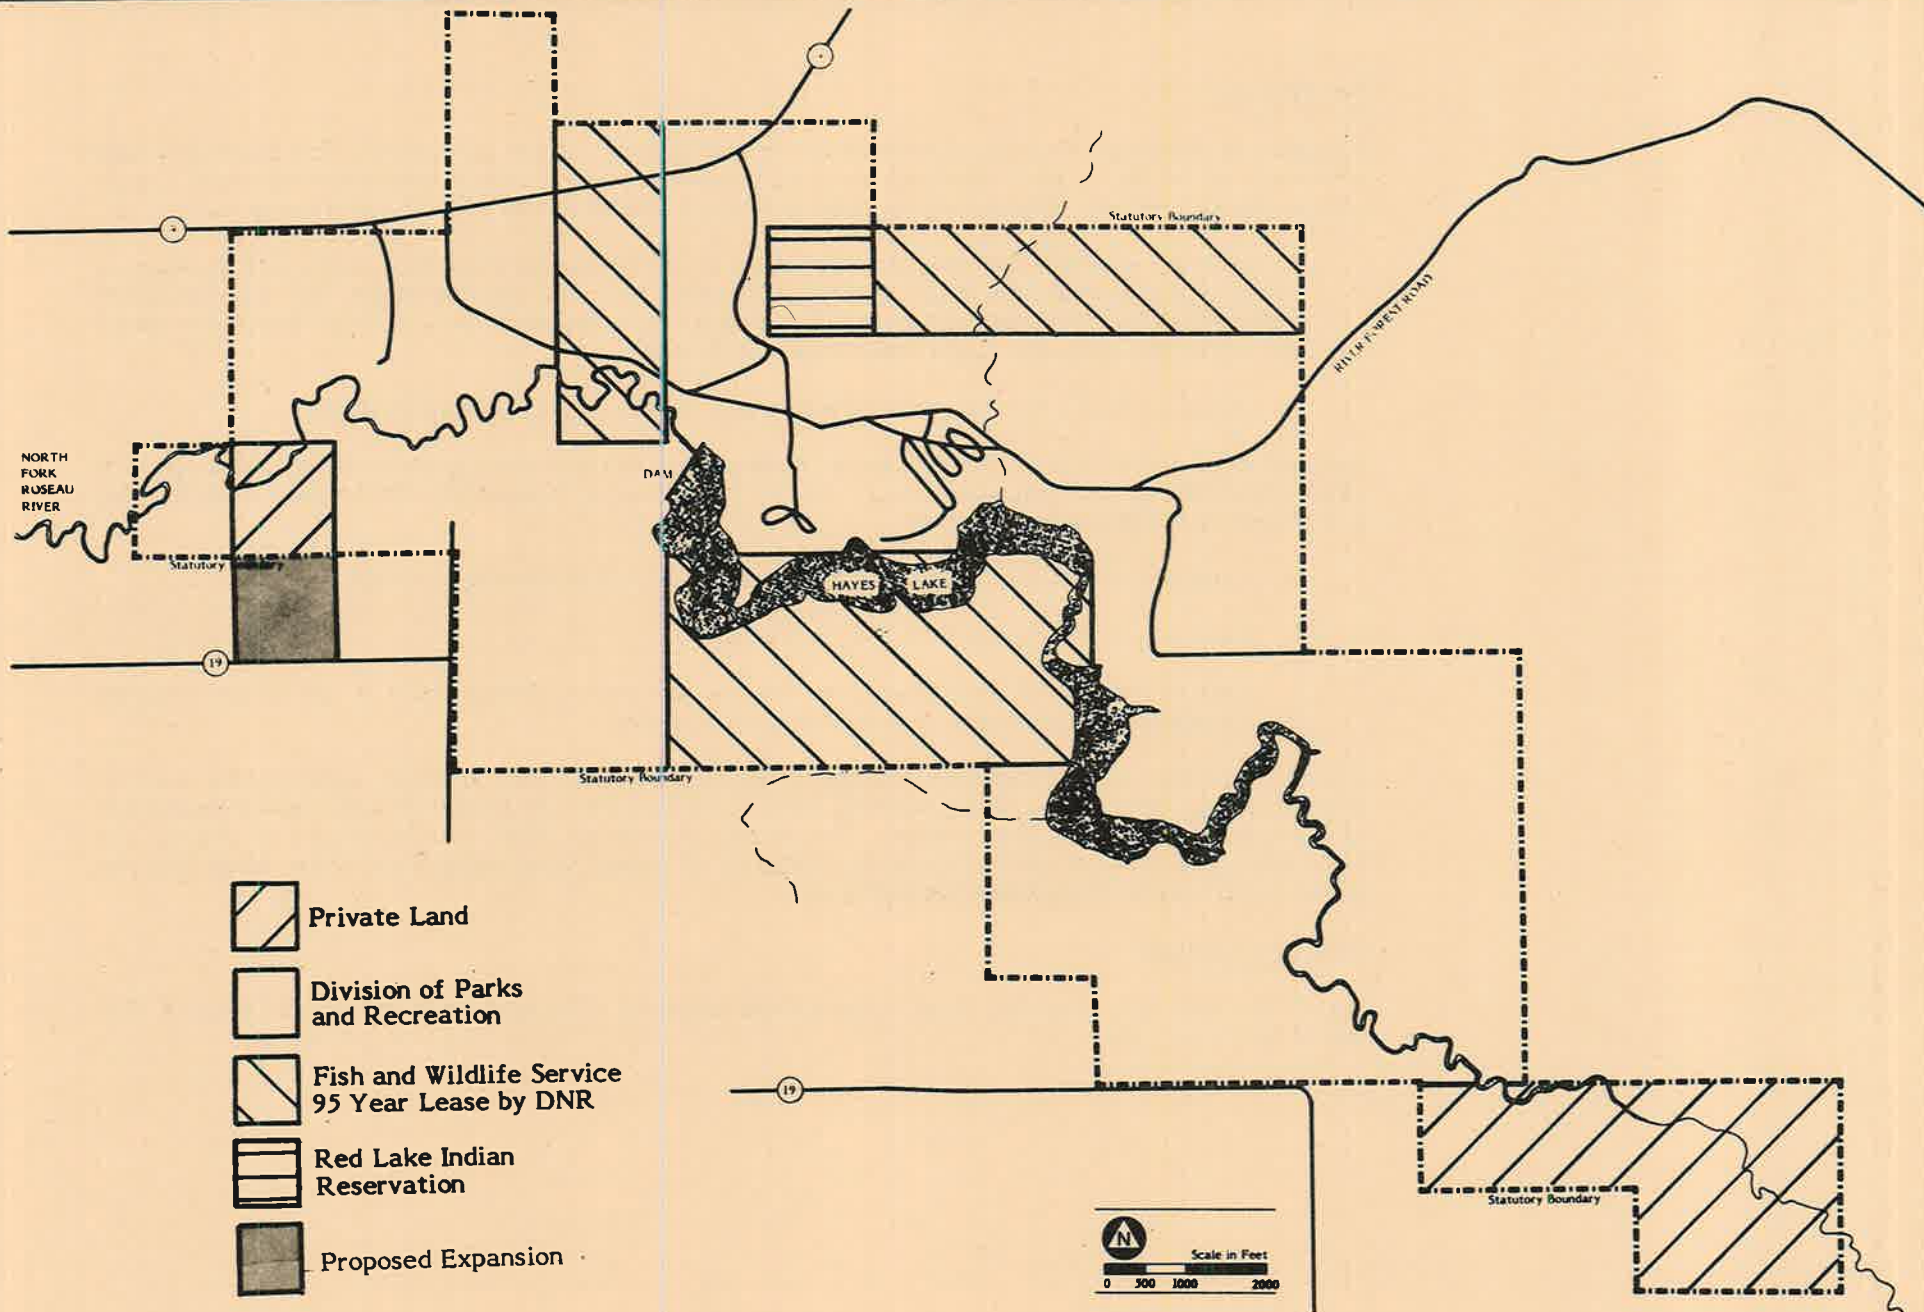 Statutory Boundary
RIVER FOREST ROAD
NORTH
FORK
ROSEAU
RIVER
DAM
Statutory Boundary
HAYES LAKE
19
Statutory Boundary
Private Land
Division of Parks
and Recreation
Fish and Wildlife Service
95 Year Lease by DNR
Red Lake Indian
Reservation
Proposed Expansion
19
Statutory Boundary
N
Scale in Feet
0 500 1000 2000